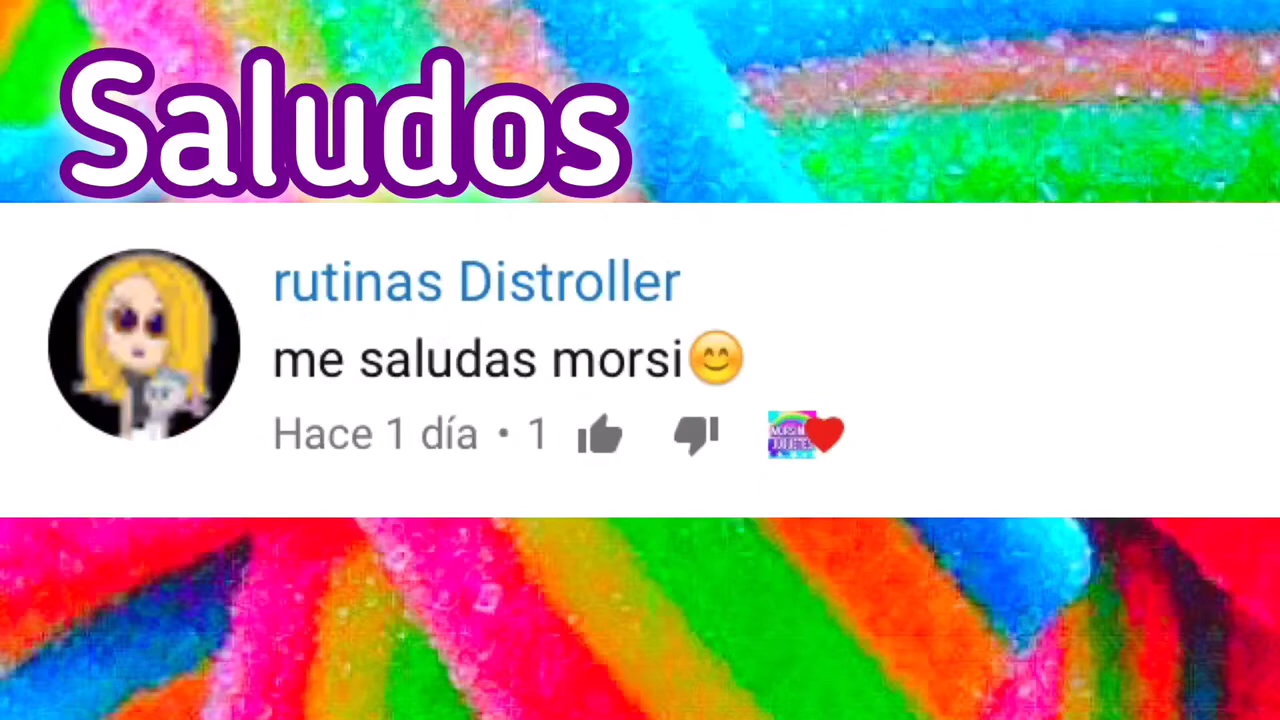 Saludos
rutinas Distroller
me saludas morsi😊
Hace 1 día • 1